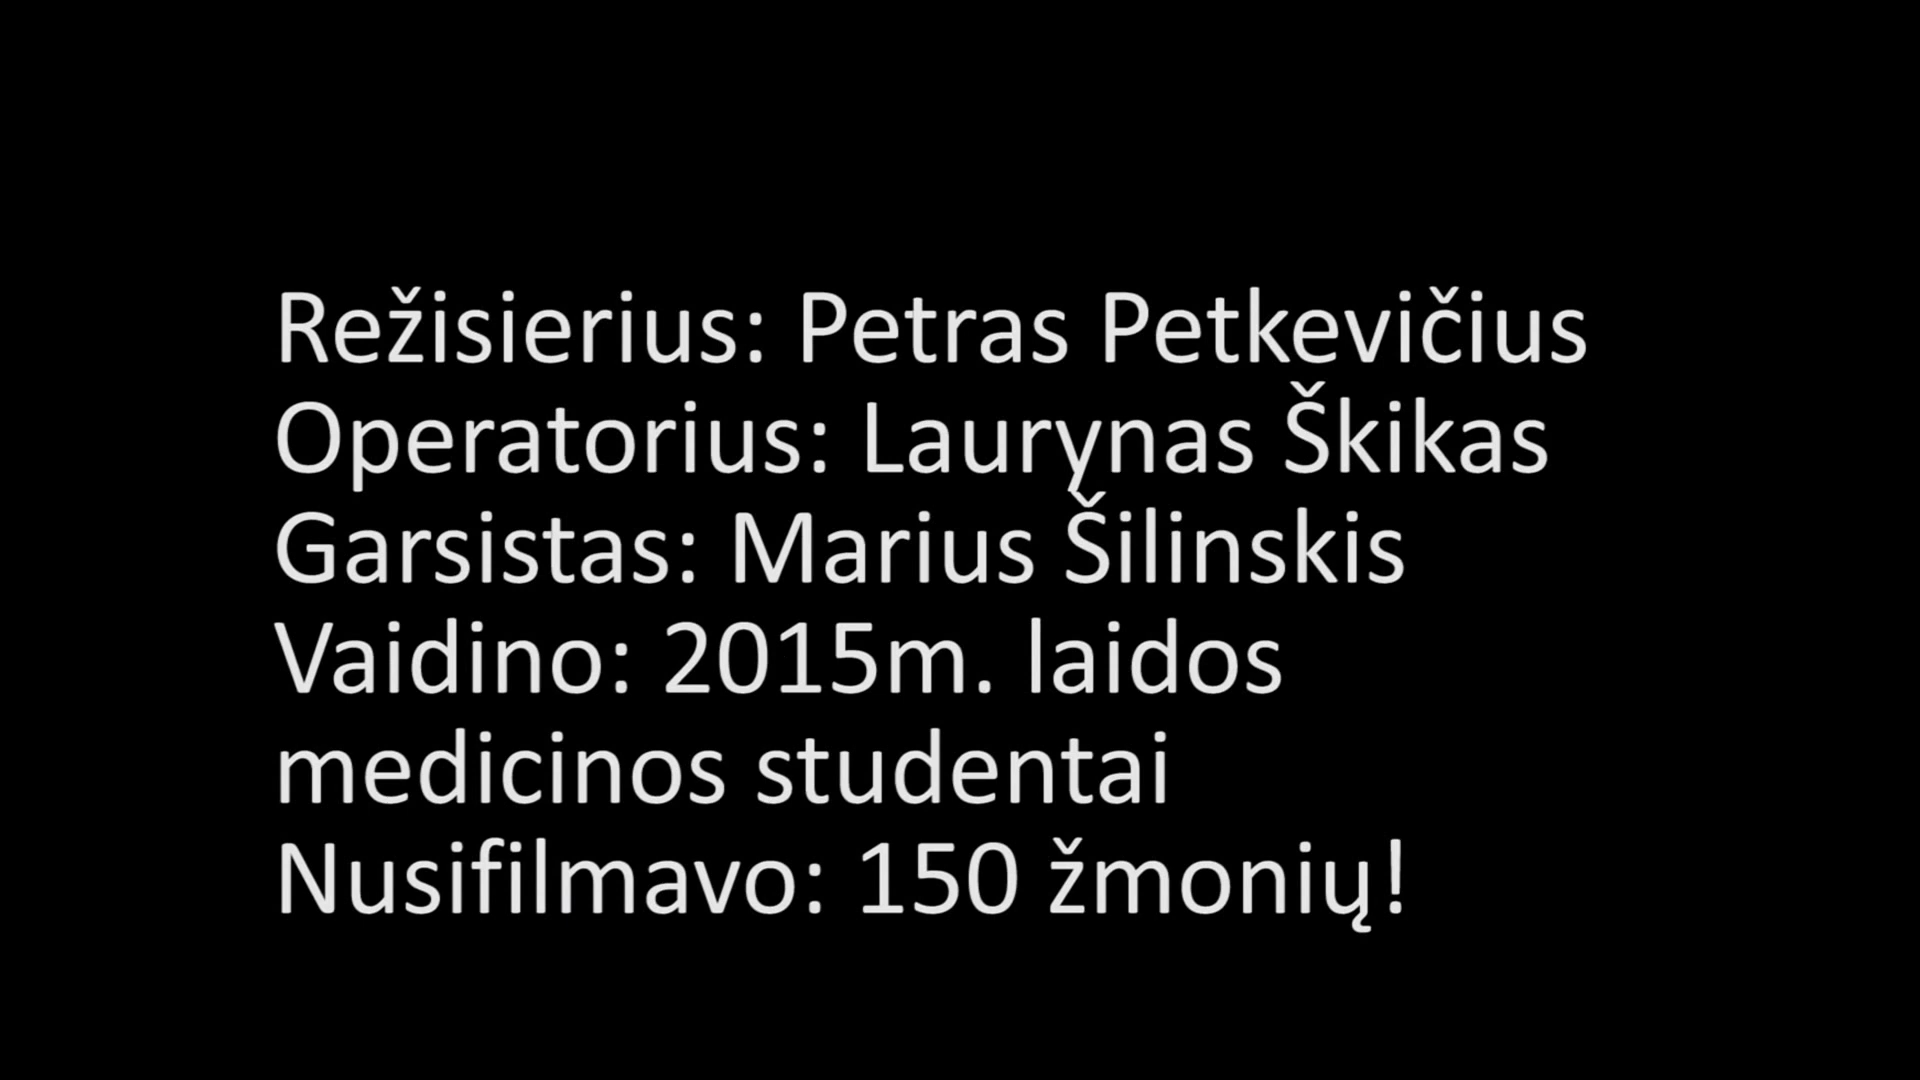 Režisierius: Petras Petkevičius
Operatorius: Laurynas Škikas
Garsistas: Marius Šilinskis
Vaidino: 2015m. laidos
medicinos studentai
Nusifilmavo: 150 žmonių!